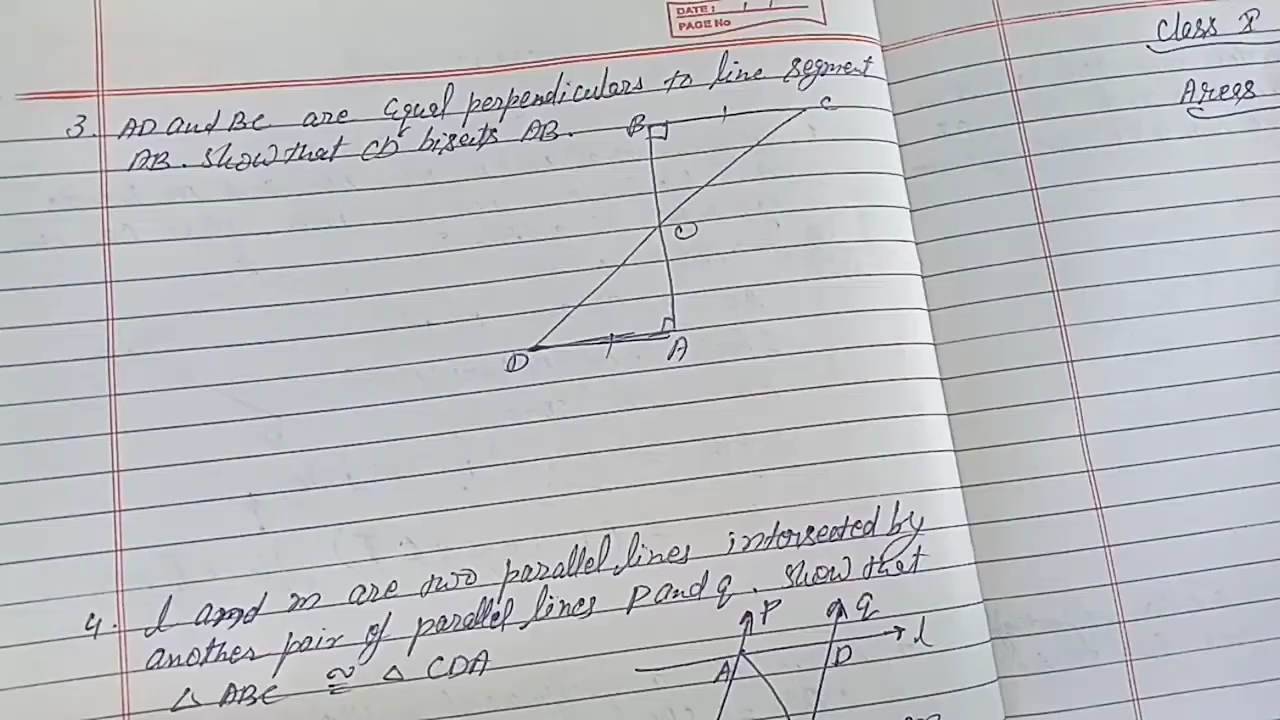 DATE :
PAGE No
Class X
Areas
3. AD and BC are equal perpendiculars to line segment
AB. Show that CD bisects AB.
B
C
O
D
A
4. l and m are two parallel lines intersected by
another pair of parallel lines p and q. show that
△ ABC ≅ △ CDA
P
q
l
A
D